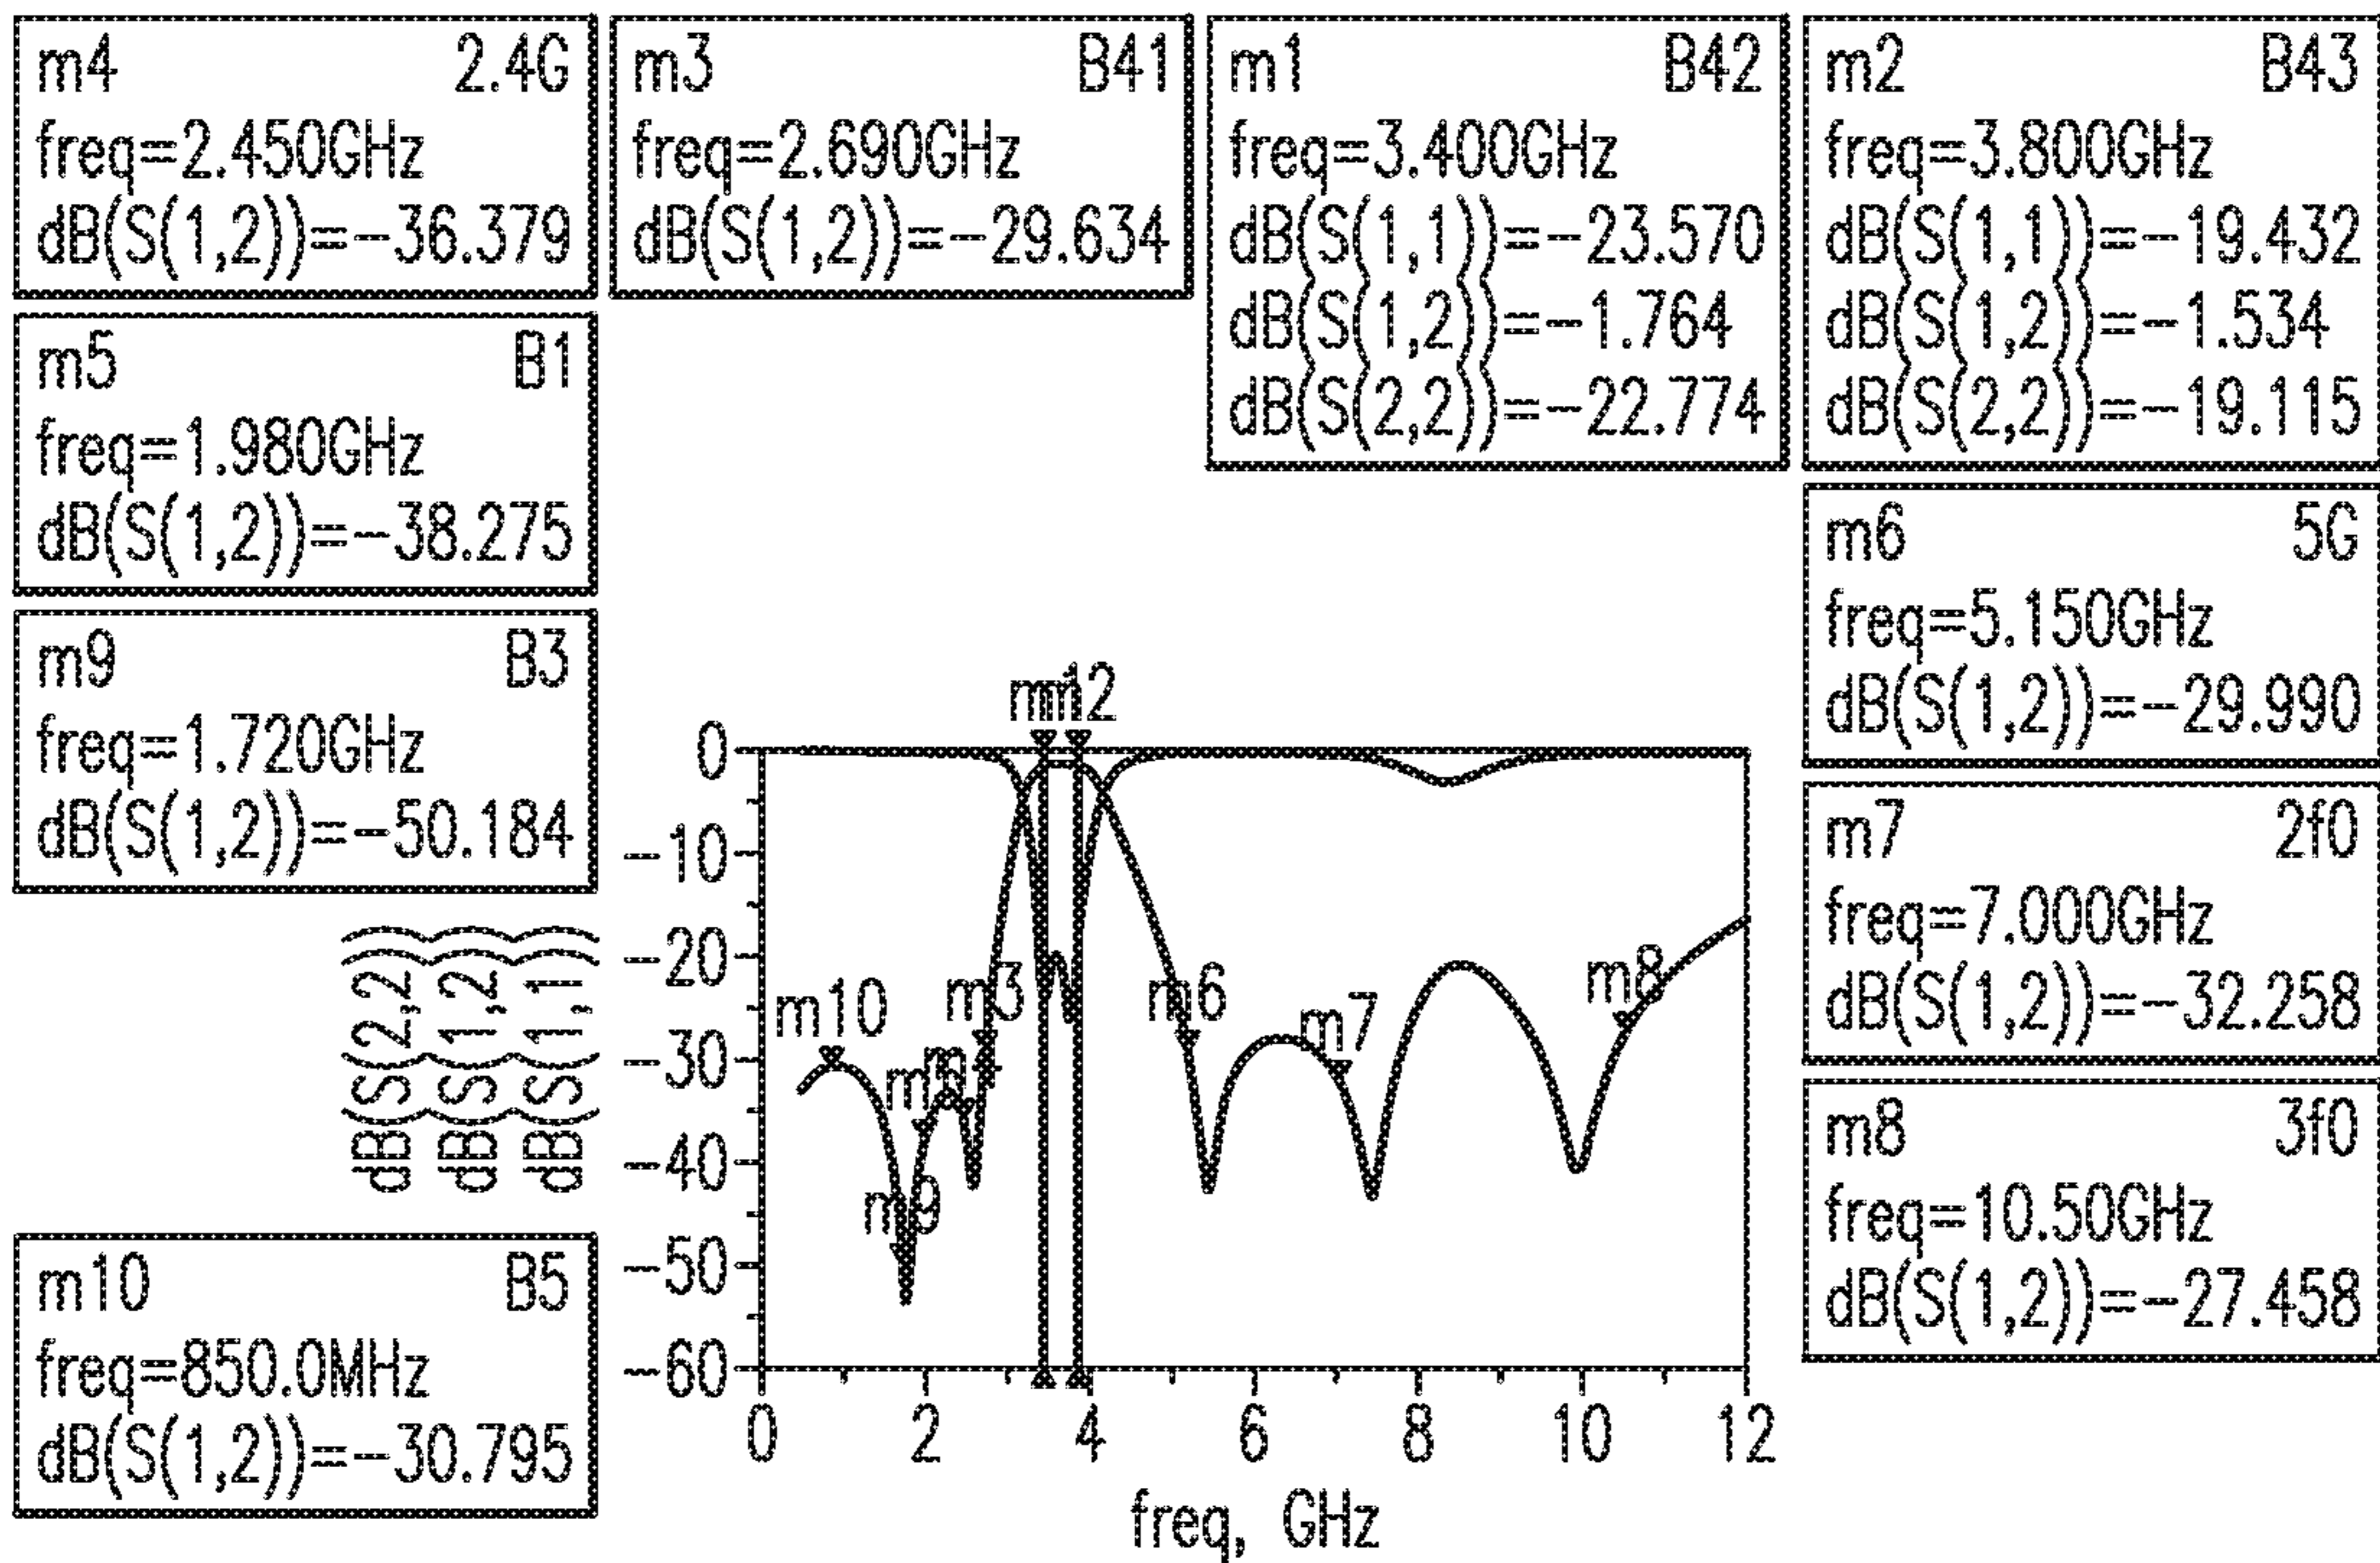 m4 2.4G
freq=2.450GHz
dB(S(1,2))=-36.379
m3 B41
freq=2.690GHz
dB(S(1,2))=-29.634
m1 B42
freq=3.400GHz
dB(S(1,1))=-23.570
dB(S(1,2))=-1.764
dB(S(2,2))=-22.774
m2 B43
freq=3.800GHz
dB(S(1,1))=-19.432
dB(S(1,2))=-1.534
dB(S(2,2))=-19.115
m5 B1
freq=1.980GHz
dB(S(1,2))=-38.275
m9 B3
freq=1.720GHz
dB(S(1,2))=-50.184
m6 5G
freq=5.150GHz
dB(S(1,2))=-29.990
m7 2f0
freq=7.000GHz
dB(S(1,2))=-32.258
m8 3f0
freq=10.50GHz
dB(S(1,2))=-27.458
m10 B5
freq=850.0MHz
dB(S(1,2))=-30.795
dB(S(2,2))
dB(S(1,2))
dB(S(1,1))
0
-10
-20
-30
-40
-50
-60
m10
m3
m9
m6
m7
m8
0 2 4 6 8 10 12
freq, GHz